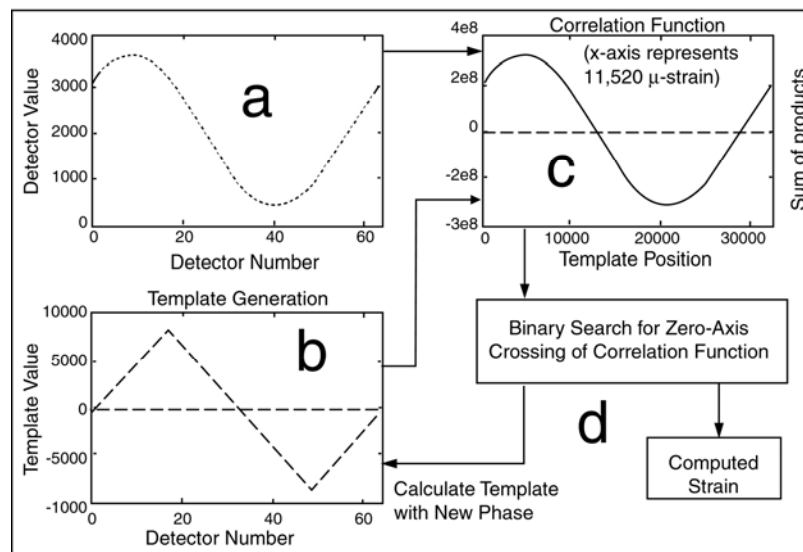 4000
3000
2000
1000
0
Detector Value
a
0 20 40 60
Detector Number
Correlation Function
(x-axis represents
11,520 μ-strain)
4e8
2e8
0
-2e8
-3e8
Sum of products
c
0 10000 20000 30000
Template Position
Template Generation
10000
5000
0
-5000
-1000
Template Value
b
0 20 40 60
Detector Number
Binary Search for Zero-Axis
Crossing of Correlation Function
d
Calculate Template
with New Phase
Computed
Strain